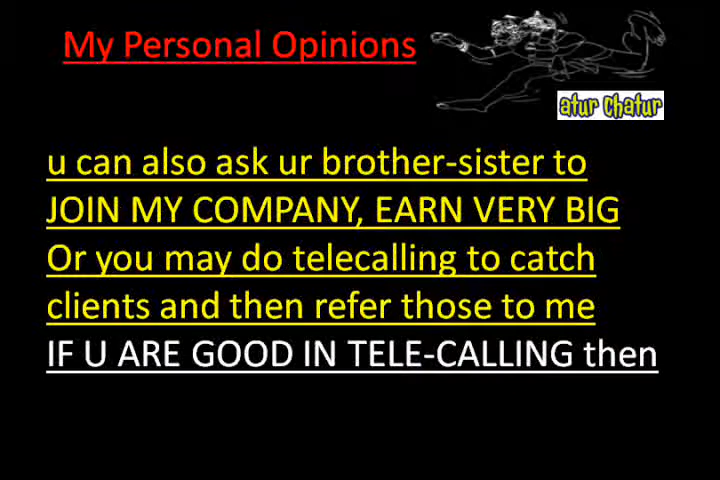 My Personal Opinions
atur Chatur
u can also ask ur brother-sister to
JOIN MY COMPANY, EARN VERY BIG
Or you may do telecalling to catch
clients and then refer those to me
IF U ARE GOOD IN TELE-CALLING then